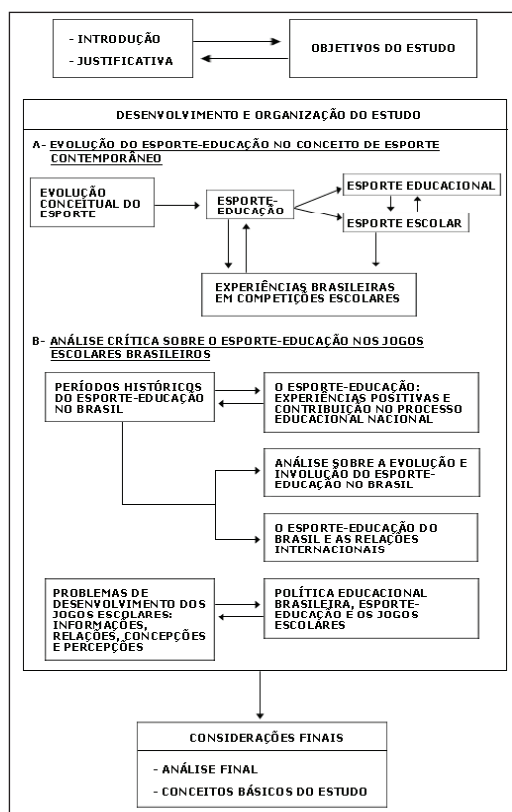 - INTRODUÇÃO
- JUSTIFICATIVA
OBJETIVOS DO ESTUDO
DESENVOLVIMENTO E ORGANIZAÇÃO DO ESTUDO
A- EVOLUÇÃO DO ESPORTE-EDUCAÇÃO NO CONCEITO DE ESPORTE
CONTEMPORÂNEO
EVOLUÇÃO
CONCEITUAL DO
ESPORTE
ESPORTE-
EDUCAÇÃO
ESPORTE EDUCACIONAL
ESPORTE ESCOLAR
EXPERIÊNCIAS BRASILEIRAS
EM COMPETIÇÕES ESCOLARES
B- ANÁLISE CRÍTICA SOBRE O ESPORTE-EDUCAÇÃO NOS JOGOS
ESCOLARES BRASILEIROS
PERÍODOS HISTÓRICOS
DO ESPORTE-EDUCAÇÃO
NO BRASIL
O ESPORTE-EDUCAÇÃO:
EXPERIÊNCIAS POSITIVAS E
CONTRIBUIÇÃO NO PROCESSO
EDUCACIONAL NACIONAL
ANÁLISE SOBRE A EVOLUÇÃO E
INVOLUÇÃO DO ESPORTE-
EDUCAÇÃO NO BRASIL
O ESPORTE-EDUCAÇÃO DO
BRASIL E AS RELAÇÕES
INTERNACIONAIS
PROBLEMAS DE
DESENVOLVIMENTO DOS
JOGOS ESCOLARES:
INFORMAÇÕES,
RELAÇÕES, CONCEPÇÕES
E PERCEPÇÕES
POLÍTICA EDUCACIONAL
BRASILEIRA, ESPORTE-
EDUCAÇÃO E OS JOGOS
ESCOLARES
CONSIDERAÇÕES FINAIS
- ANÁLISE FINAL
- CONCEITOS BÁSICOS DO ESTUDO